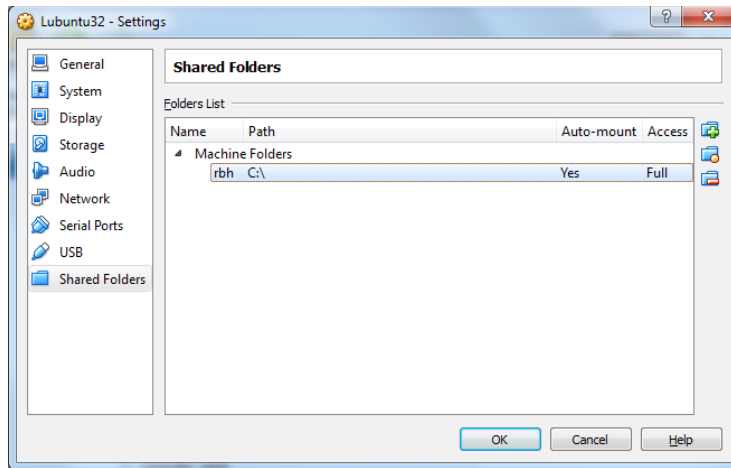 Lubuntu32 - Settings
General
System
Display
Storage
Audio
Network
Serial Ports
USB
Shared Folders
Shared Folders
Folders List
Name Path Auto-mount Access
Machine Folders
rbh C:\ Yes Full
OK Cancel Help